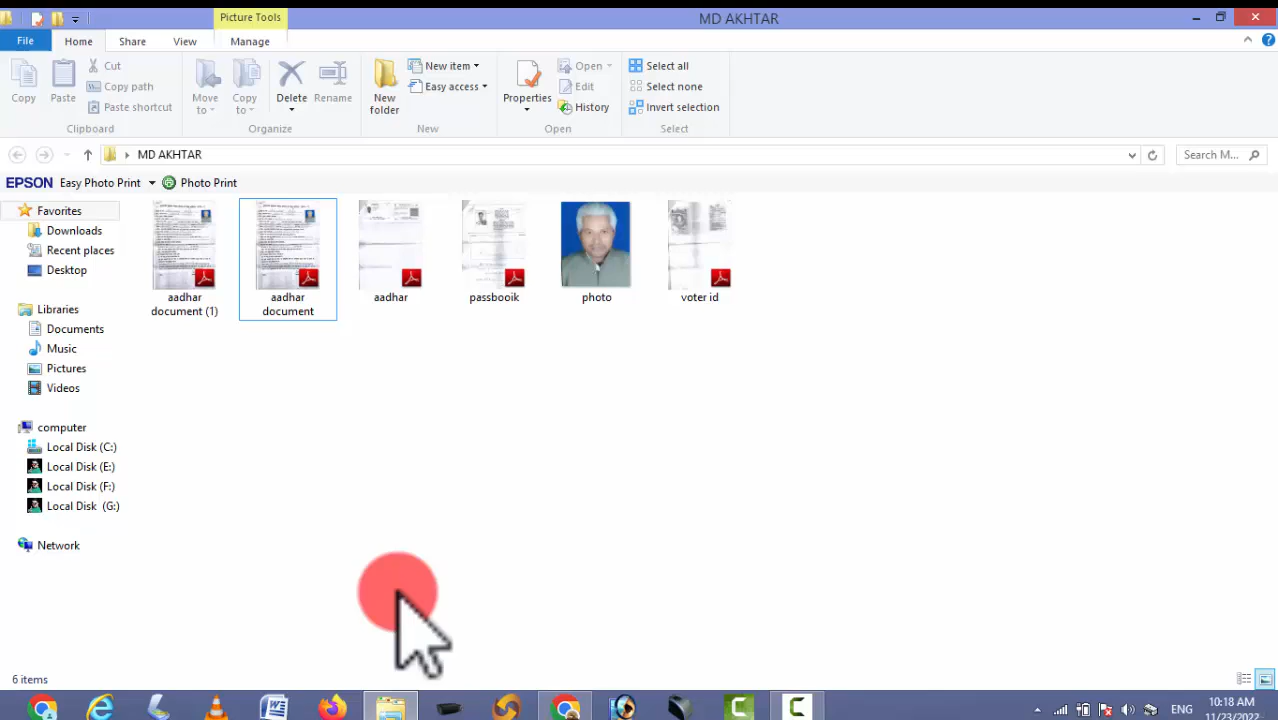 Picture Tools
MD AKHTAR
File
Home
Share
View
Manage
Copy
Paste
Cut
Copy path
Paste shortcut
Clipboard
Move to
Copy to
Delete
Rename
Organize
New folder
New item
Easy access
New
Properties
Open
Edit
History
Open
Select all
Select none
Invert selection
Select
MD AKHTAR
Search M...
EPSON Easy Photo Print
Photo Print
Favorites
Downloads
Recent places
Desktop
Libraries
Documents
Music
Pictures
Videos
computer
Local Disk (C:)
Local Disk (E:)
Local Disk (F:)
Local Disk (G:)
Network
aadhar
document (1)
aadhar
document
aadhar
passbooik
photo
voter id
6 items
ENG
10:18 AM
11/23/2022